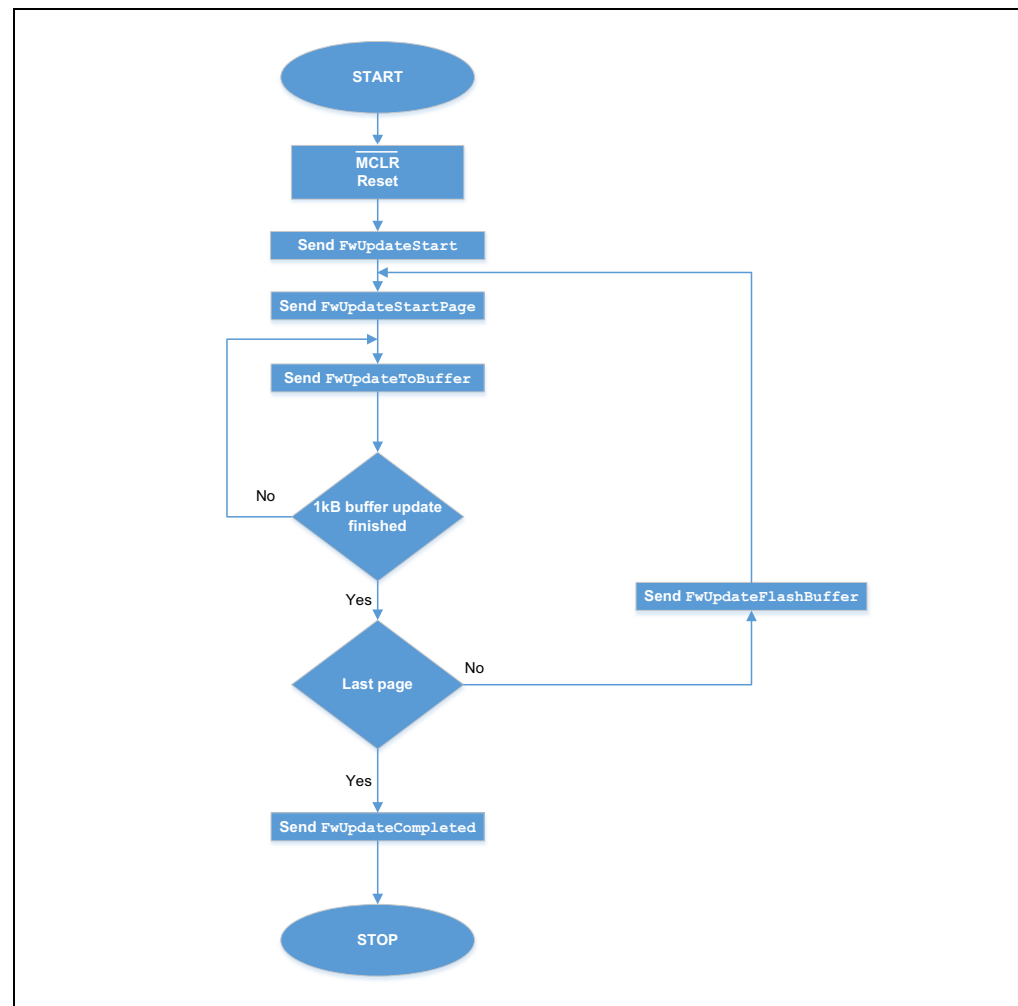 START
MCLR
Reset
Send FwUpdateStart
Send FwUpdateStartPage
Send FwUpdateToBuffer
No
1kB buffer update
finished
Yes
Send FwUpdateFlashBuffer
No
Last page
Yes
Send FwUpdateCompleted
STOP